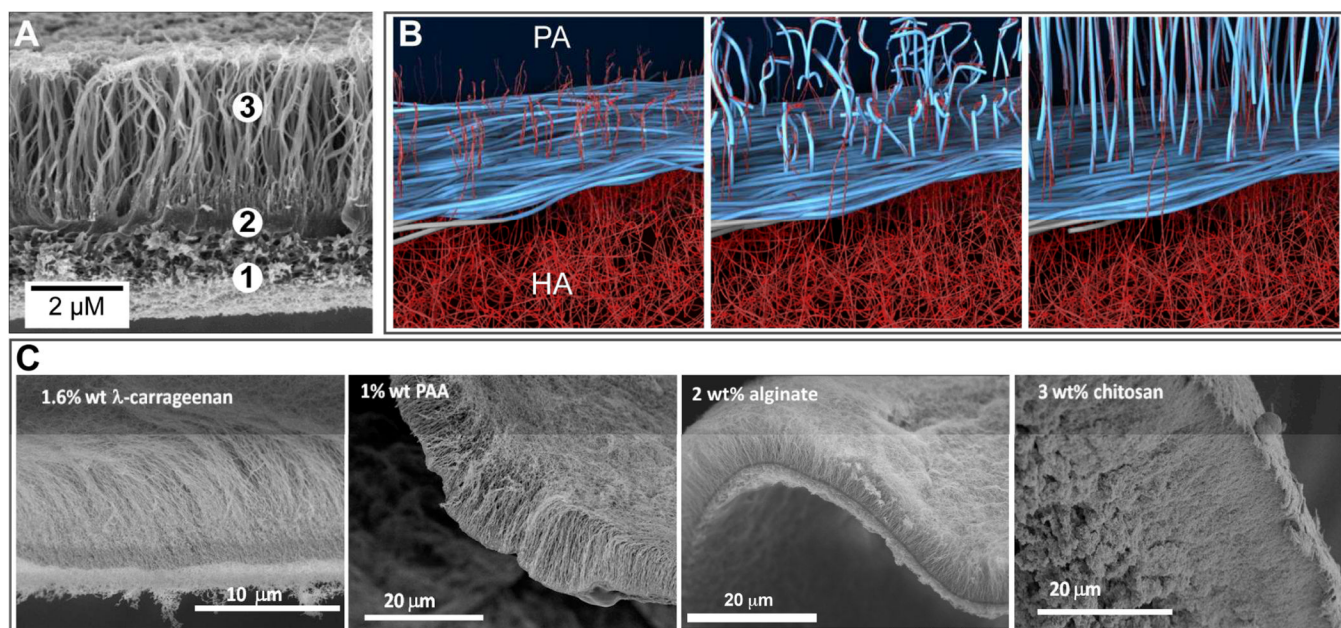 A
3
2
1
2 µM
B
PA
HA
C
1.6% wt λ-carrageenan
10 µm
1% wt PAA
20 µm
2 wt% alginate
20 µm
3 wt% chitosan
20 µm